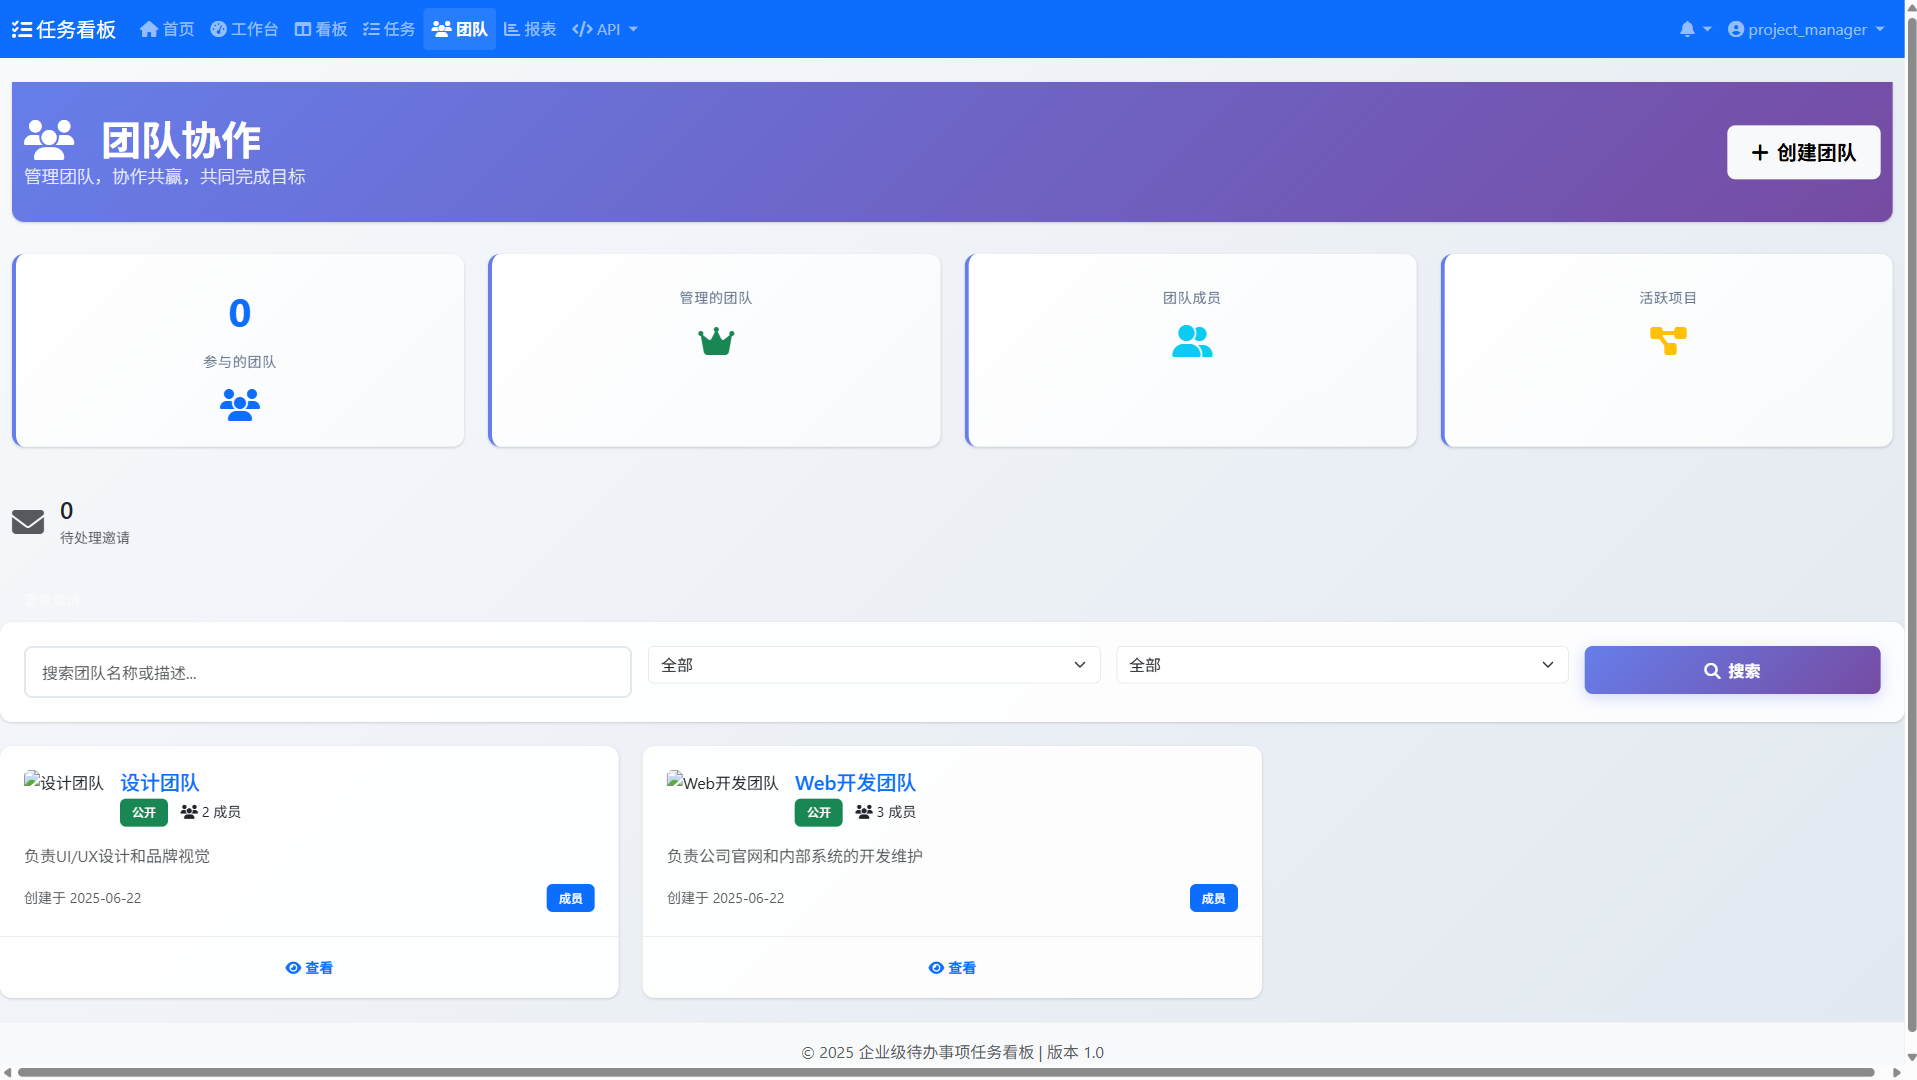 任务看板 首页 工作台 看板 任务 团队 报表 API project_manager
团队协作
管理团队，协作共赢，共同完成目标
创建团队
0
参与的团队
管理的团队
团队成员
活跃项目
0
待处理邀请
搜索团队名称或描述...
全部
全部
搜索
设计团队 设计团队
公开 2 成员
负责UI/UX设计和品牌视觉
创建于 2025-06-22
成员
查看
Web开发团队 Web开发团队
公开 3 成员
负责公司官网和内部系统的开发维护
创建于 2025-06-22
成员
查看
© 2025 企业级待办事项任务看板 | 版本 1.0